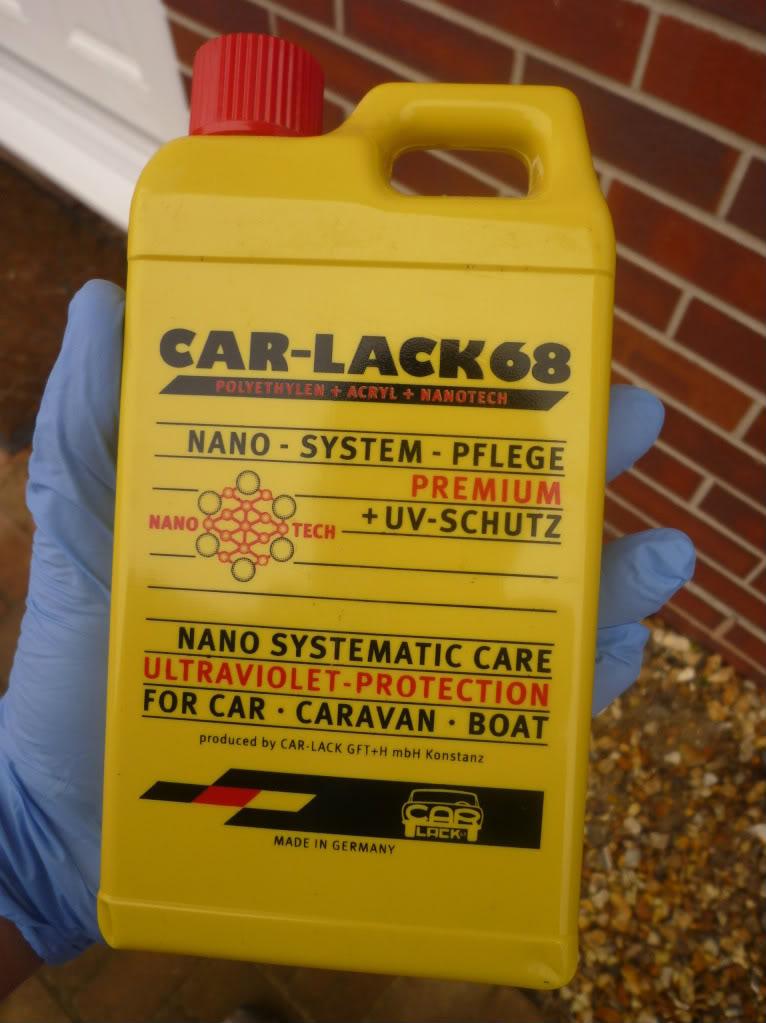 CAR-LACK68
POLYETHYLEN + ACRYL + NANOTECH
NANO - SYSTEM - PFLEGE
PREMIUM
+ UV-SCHUTZ
NANO TECH
NANO SYSTEMATIC CARE
ULTRAVIOLET-PROTECTION
FOR CAR · CARAVAN · BOAT
produced by CAR-LACK GFT+H mbH Konstanz
CAR
LACK
MADE IN GERMANY